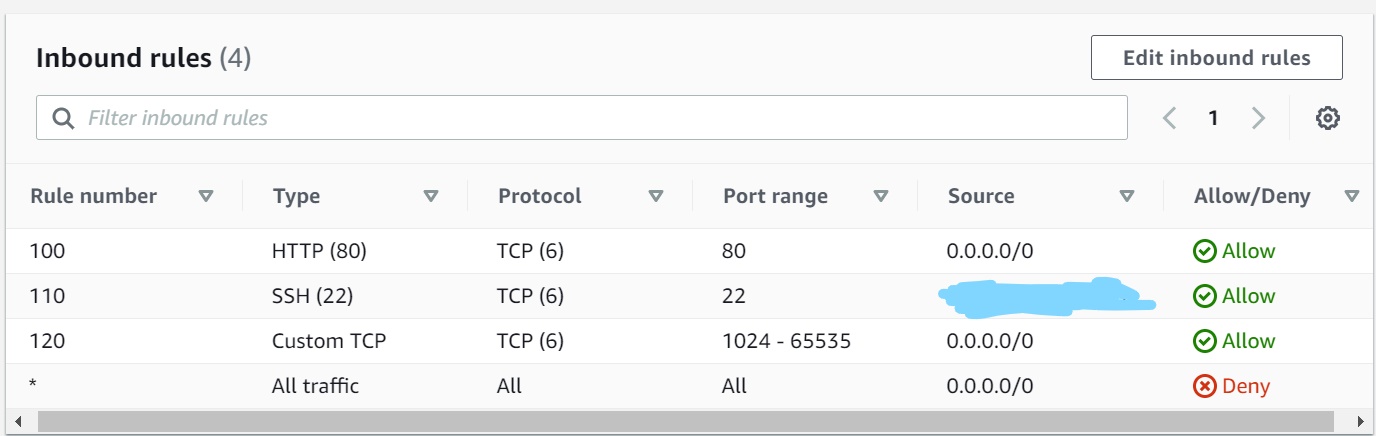 Inbound rules (4)
Edit inbound rules
Filter inbound rules
1
Rule number Type Protocol Port range Source Allow/Deny
100 HTTP (80) TCP (6) 80 0.0.0.0/0 Allow
110 SSH (22) TCP (6) 22 Allow
120 Custom TCP TCP (6) 1024 - 65535 0.0.0.0/0 Allow
* All traffic All All 0.0.0.0/0 Deny